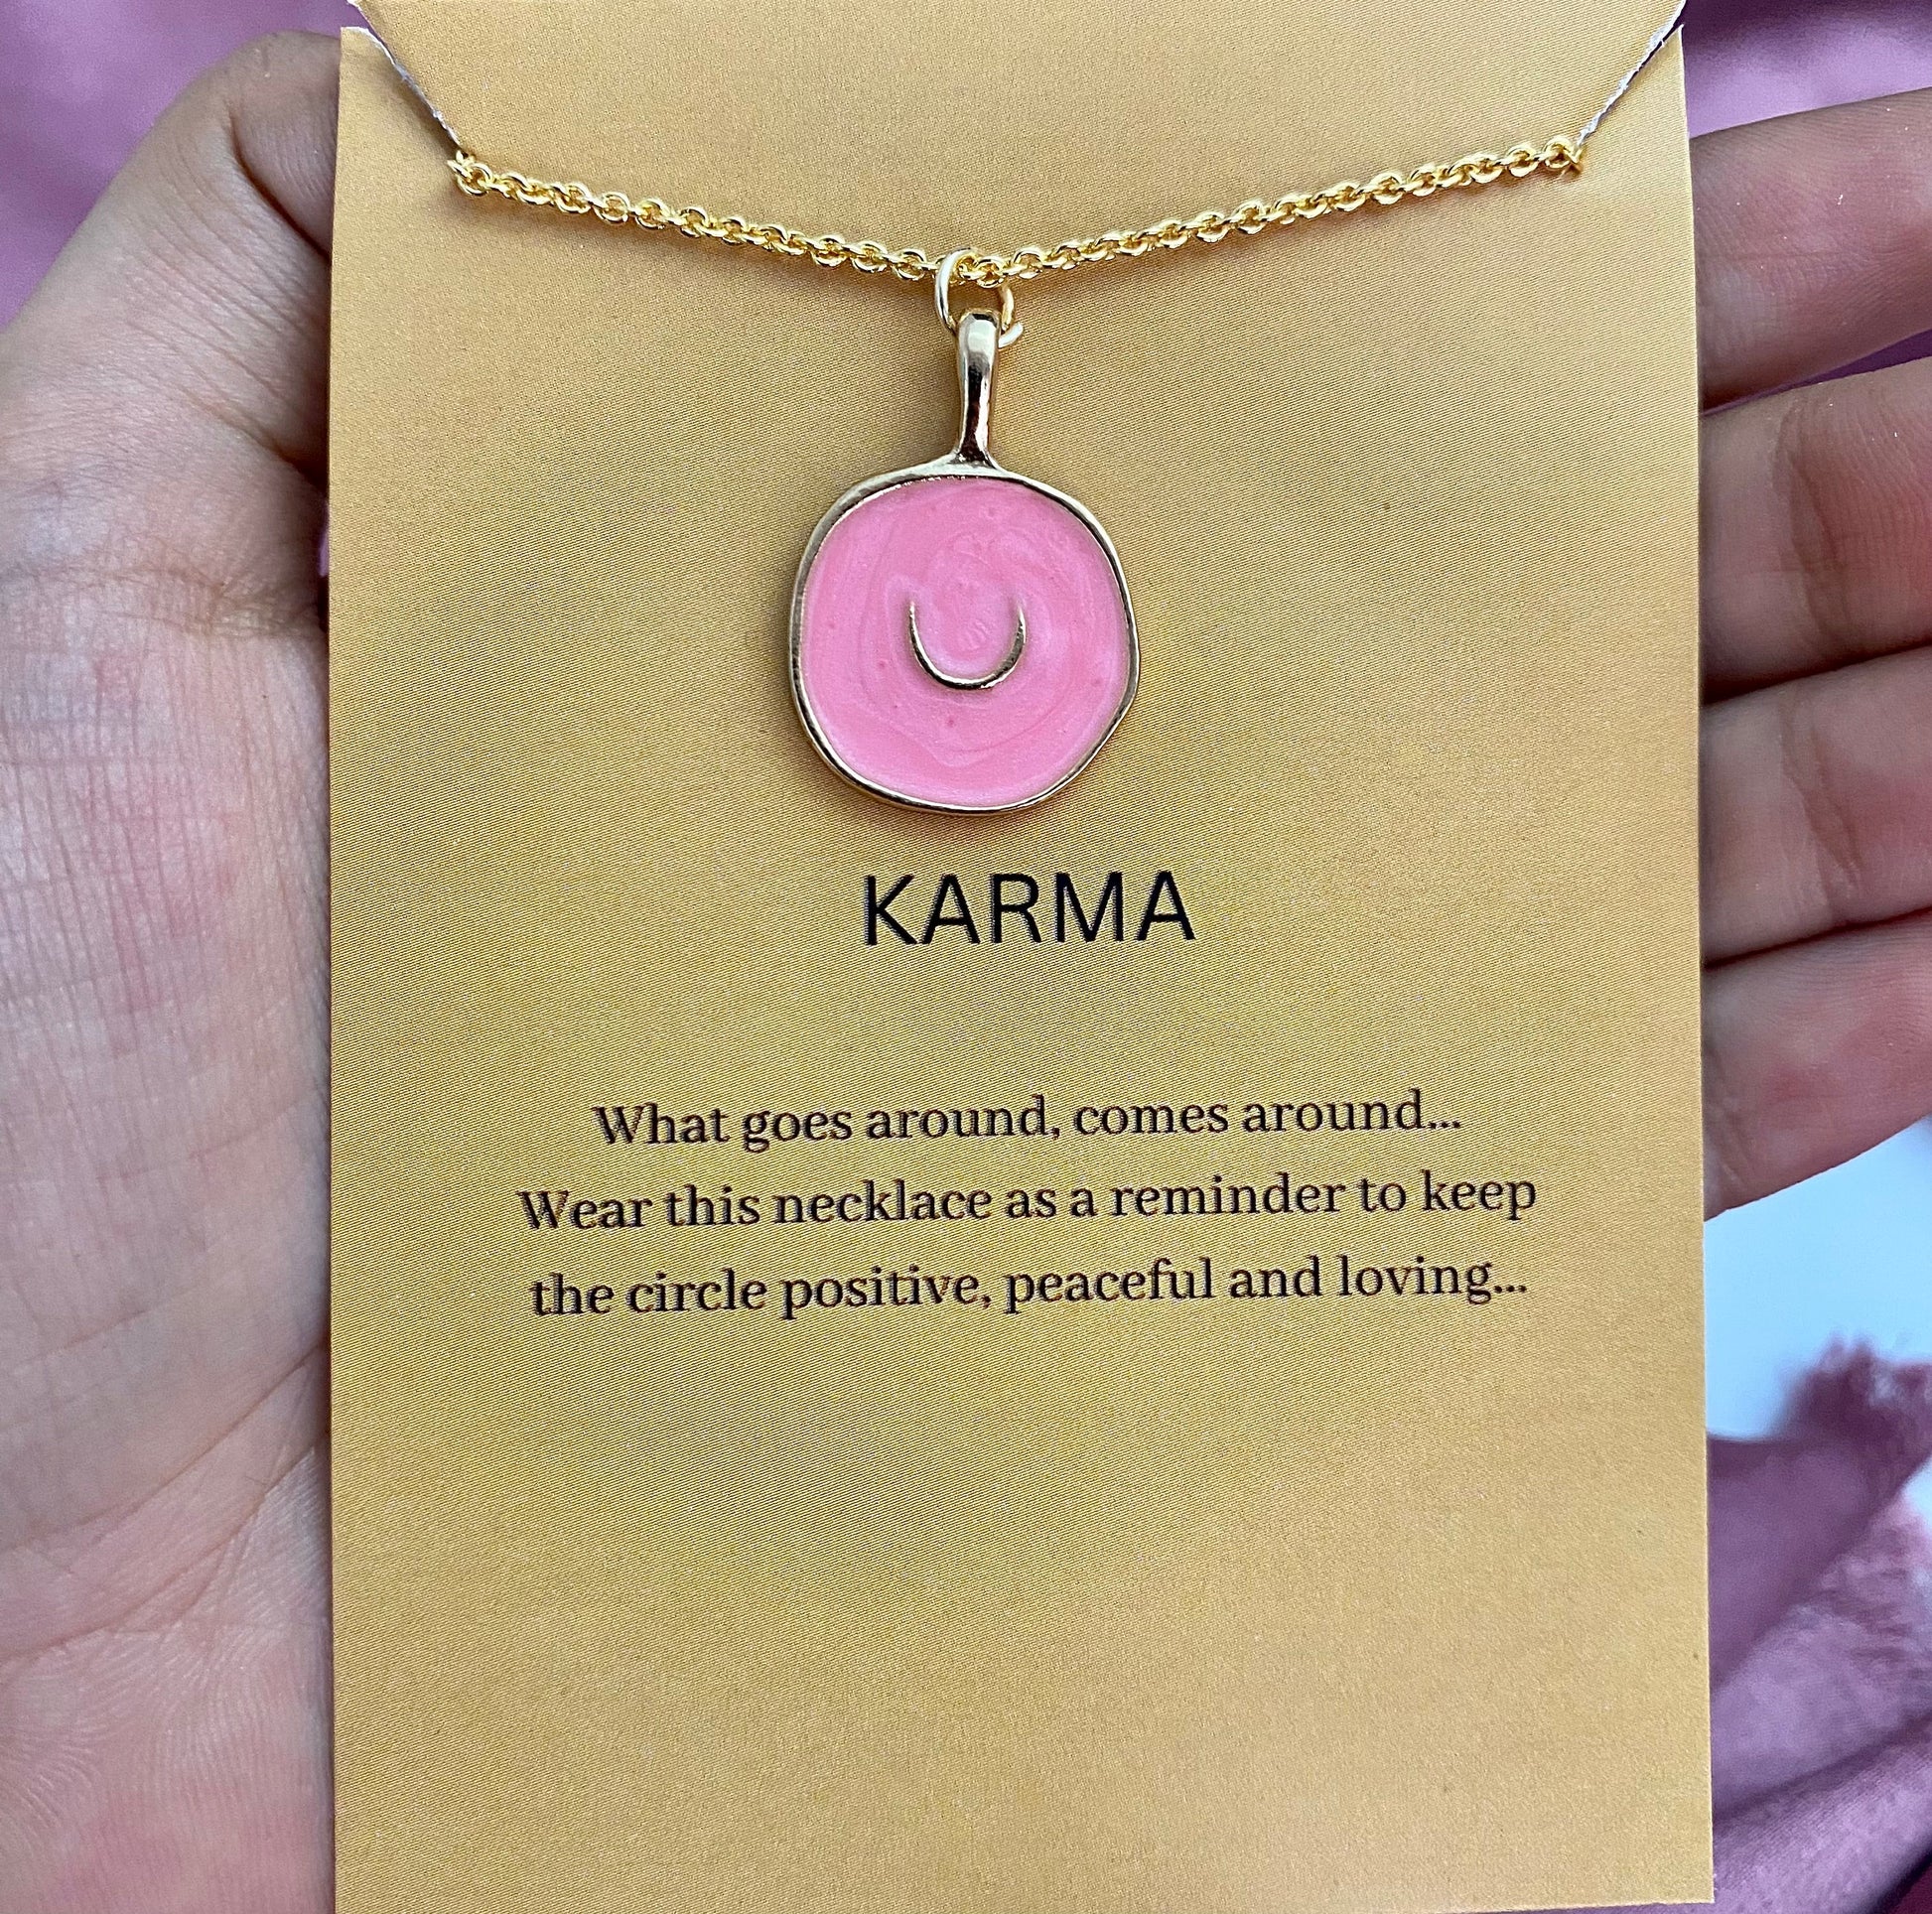 KARMA
What goes around, comes around...
Wear this necklace as a reminder to keep
the circle positive, peaceful and loving...